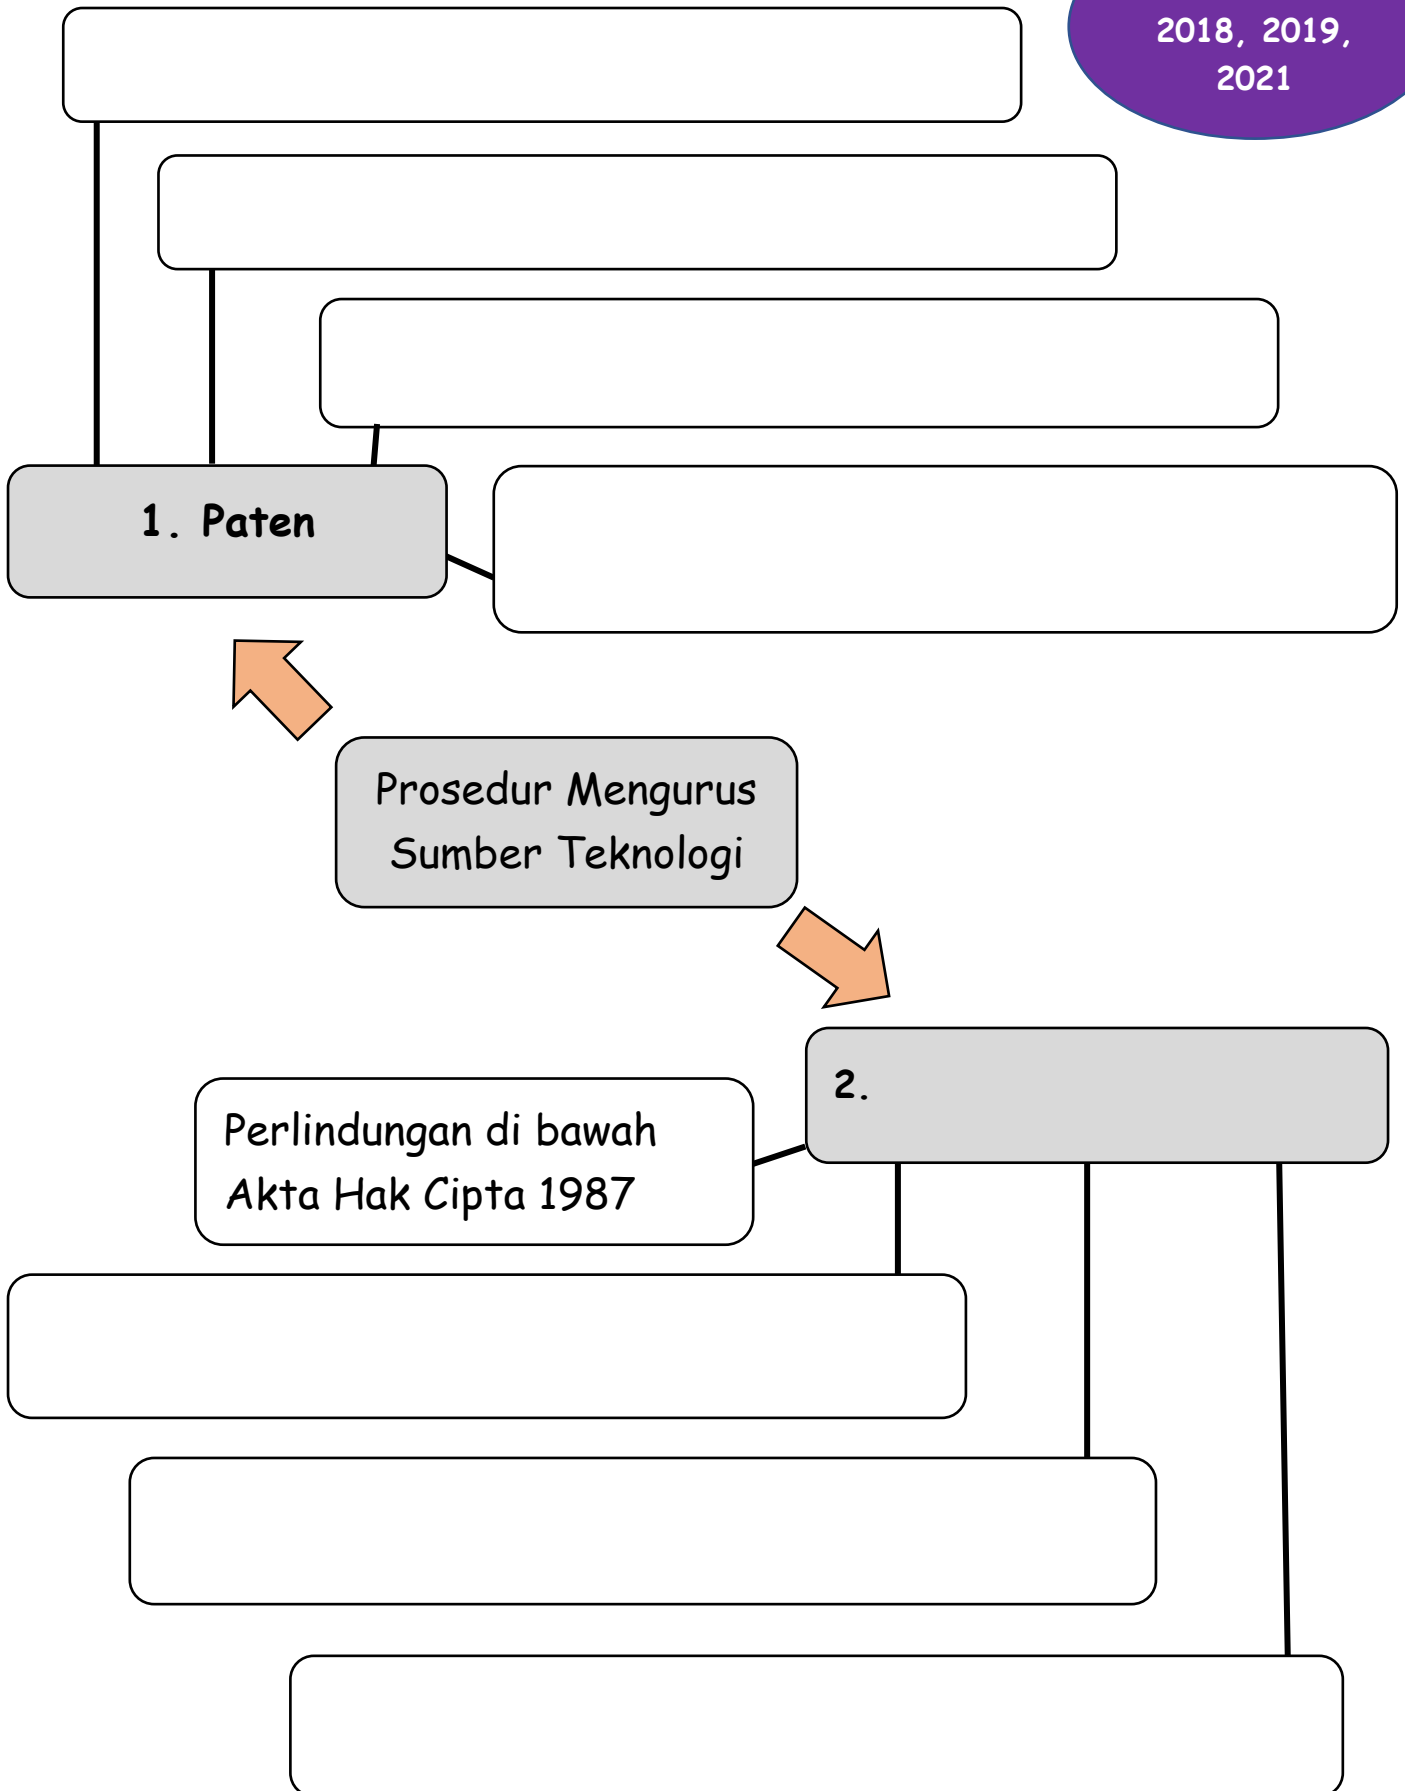 2018, 2019,
2021
1. Paten
Prosedur Mengurus
Sumber Teknologi
2.
Perlindungan di bawah
Akta Hak Cipta 1987